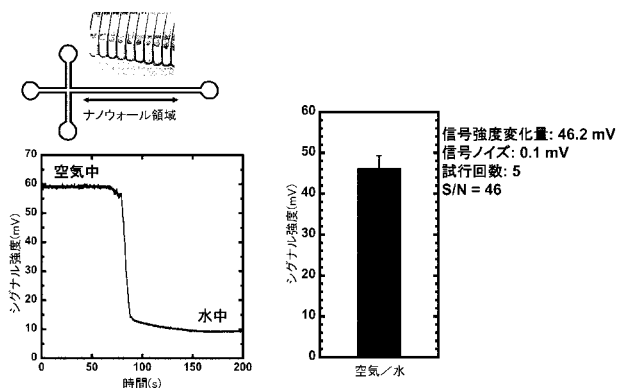 ナノウォール領域
70
60
50
40
30
20
10
0
シグナル強度(mV)
空気中
水中
0
50
100
150
200
時間(s)
60
50
40
30
20
10
0
シグナル強度(mV)
空気／水
信号強度変化量: 46.2 mV
信号ノイズ: 0.1 mV
試行回数: 5
S/N = 46